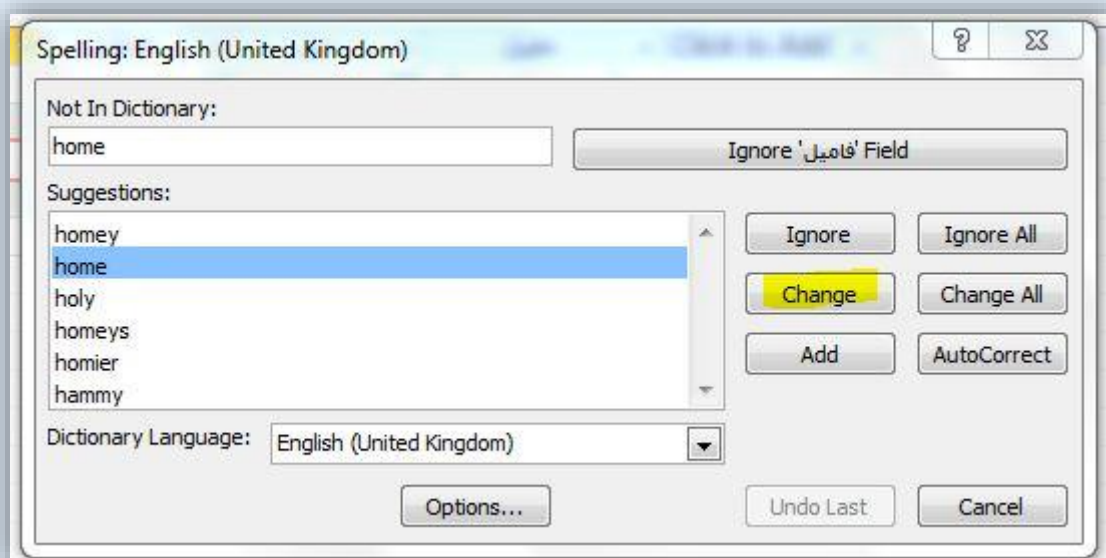 Spelling: English (United Kingdom)
Not In Dictionary:
home
Ignore 'فامیل' Field
Suggestions:
homey
home
holy
homeys
homier
hammy
Ignore
Ignore All
Change
Change All
Add
AutoCorrect
Dictionary Language:
English (United Kingdom)
Options...
Undo Last
Cancel